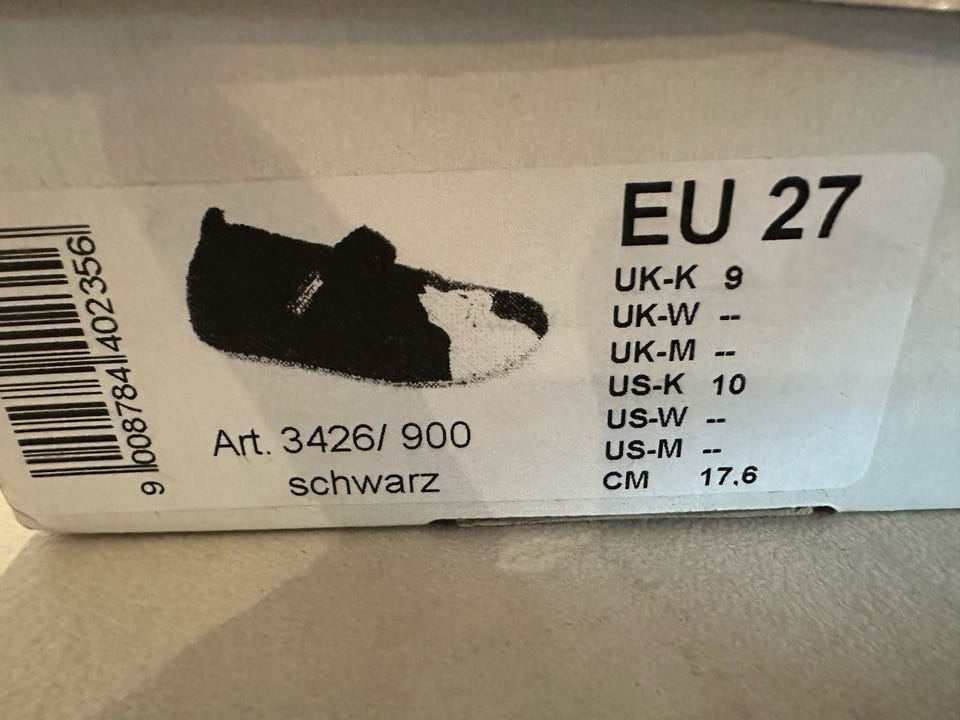 9 008784 402356
Art. 3426/ 900
schwarz
EU 27
UK-K 9
UK-W --
UK-M --
US-K 10
US-W --
US-M --
CM 17.6